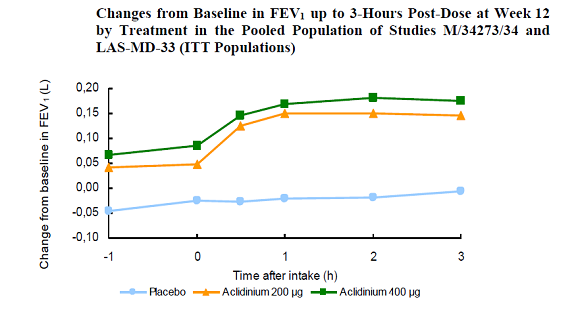 Changes from Baseline in FEV1 up to 3-Hours Post-Dose at Week 12
by Treatment in the Pooled Population of Studies M/34273/34 and
LAS-MD-33 (ITT Populations)
Change from baseline in FEV1 (L)
0,20
0,15
0,10
0,05
0,00
-0,05
-0,10
-1 0 1 2 3
Time after intake (h)
Placebo Aclidinium 200 µg Aclidinium 400 µg